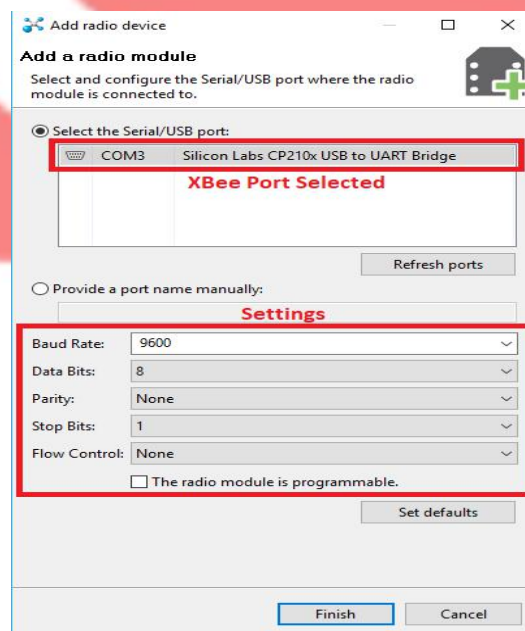 Add radio device
Add a radio module
Select and configure the Serial/USB port where the radio
module is connected to.
Select the Serial/USB port:
COM3 Silicon Labs CP210x USB to UART Bridge
XBee Port Selected
Refresh ports
Provide a port name manually:
Settings
Baud Rate: 9600
Data Bits: 8
Parity: None
Stop Bits: 1
Flow Control: None
The radio module is programmable.
Set defaults
Finish Cancel